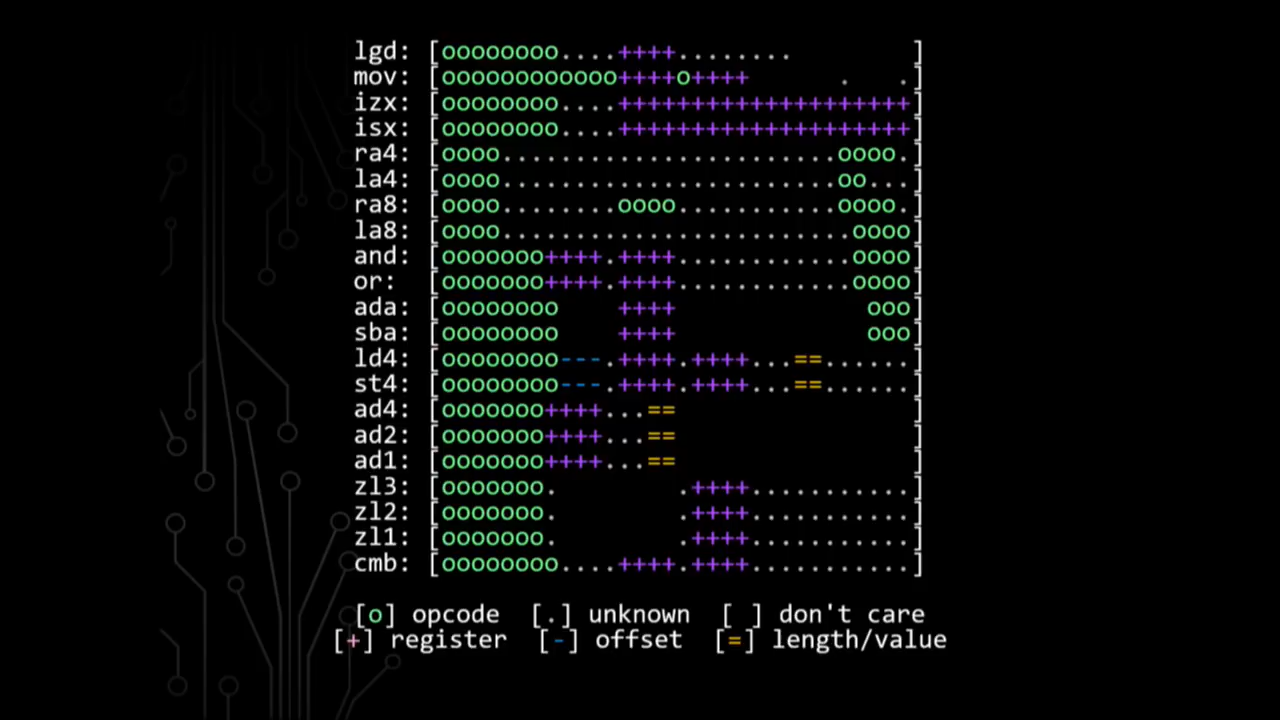 lgd: [oooooooo....++++........        ]
mov: [oooooooooooo++++o++++      .   .]
izx: [oooooooo....++++++++++++++++++++]
isx: [oooooooo....++++++++++++++++++++]
ra4: [oooo.......................oooo.]
la4: [oooo.......................oo...]
ra8: [oooo........oooo...........oooo.]
la8: [oooo........................oooo]
and: [ooooooo++++.++++............oooo]
or:  [ooooooo++++.++++............oooo]
ada: [oooooooo    ++++             ooo]
sba: [oooooooo    ++++             ooo]
ld4: [oooooooo---.++++.++++...==......]
st4: [oooooooo---.++++.++++...==......]
ad4: [ooooooo++++...==                ]
ad2: [ooooooo++++...==                ]
ad1: [ooooooo++++...==                ]
zl3: [ooooooo.        .++++...........]
zl2: [ooooooo.        .++++...........]
zl1: [ooooooo.        .++++...........]
cmb: [oooooooo....++++.++++...........]
[o] opcode  [.] unknown  [ ] don't care
[+] register  [-] offset  [=] length/value